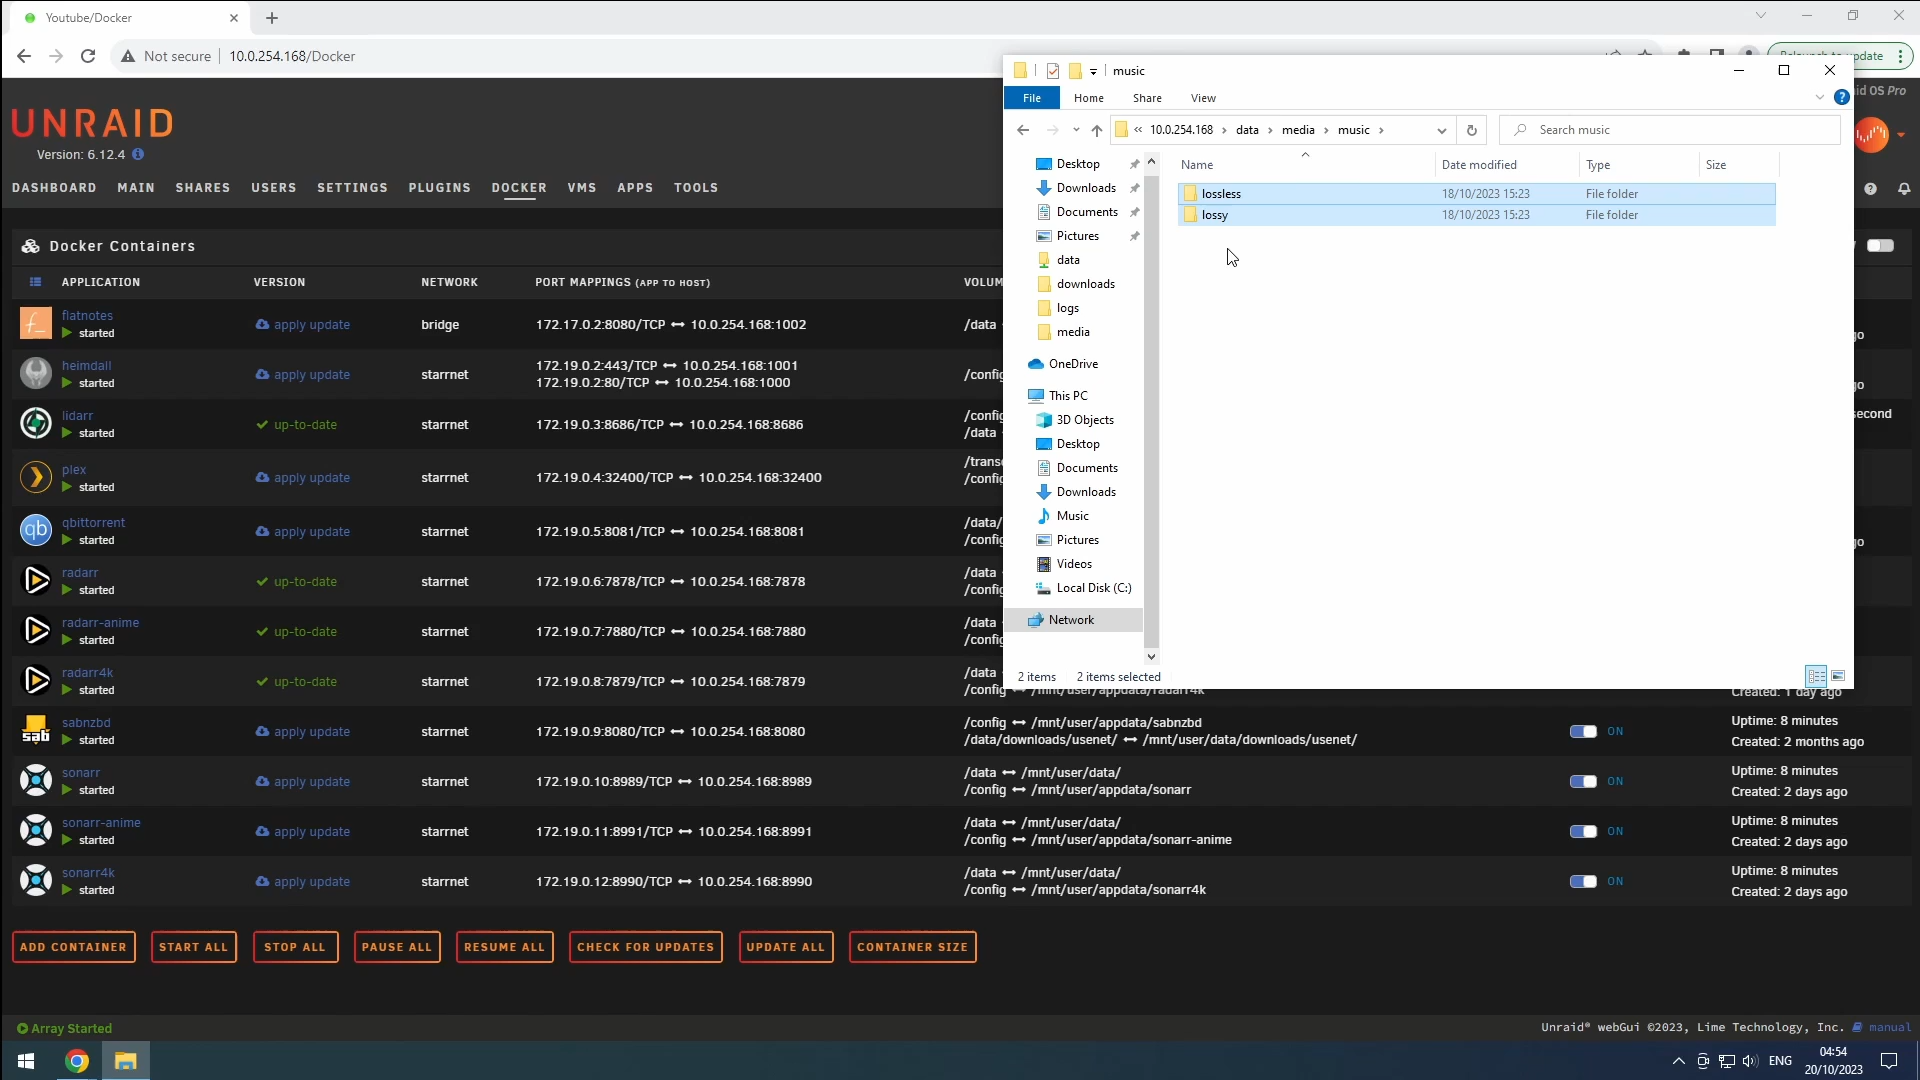 Youtube/Docker
Not secure
10.0.254.168/Docker
UNRAID
Version: 6.12.4
DASHBOARD MAIN SHARES USERS SETTINGS PLUGINS DOCKER VMS APPS TOOLS
Docker Containers
APPLICATION VERSION NETWORK PORT MAPPINGS (APP TO HOST) VOLUM
flatnotes
started
apply update
bridge
172.17.0.2:8080/TCP ↔ 10.0.254.168:1002
/data
heimdall
started
apply update
starrnet
172.19.0.2:443/TCP ↔ 10.0.254.168:1001
172.19.0.2:80/TCP ↔ 10.0.254.168:1000
/config
lidarr
started
up-to-date
starrnet
172.19.0.3:8686/TCP ↔ 10.0.254.168:8686
/config
/data
second
plex
started
apply update
starrnet
172.19.0.4:32400/TCP ↔ 10.0.254.168:32400
/transc
/config
qbittorrent
started
apply update
starrnet
172.19.0.5:8081/TCP ↔ 10.0.254.168:8081
/data/
/config
radarr
started
up-to-date
starrnet
172.19.0.6:7878/TCP ↔ 10.0.254.168:7878
/data
/config
radarr-anime
started
up-to-date
starrnet
172.19.0.7:7880/TCP ↔ 10.0.254.168:7880
/data
/config
radarr4k
started
up-to-date
starrnet
172.19.0.8:7879/TCP ↔ 10.0.254.168:7879
/data
/config ↔ /mnt/user/appdata/radarr4k
Created: 1 day ago
sabnzbd
started
apply update
starrnet
172.19.0.9:8080/TCP ↔ 10.0.254.168:8080
/config ↔ /mnt/user/appdata/sabnzbd
/data/downloads/usenet/ ↔ /mnt/user/data/downloads/usenet/
ON
Uptime: 8 minutes
Created: 2 months ago
sonarr
started
apply update
starrnet
172.19.0.10:8989/TCP ↔ 10.0.254.168:8989
/data ↔ /mnt/user/data/
/config ↔ /mnt/user/appdata/sonarr
ON
Uptime: 8 minutes
Created: 2 days ago
sonarr-anime
started
apply update
starrnet
172.19.0.11:8991/TCP ↔ 10.0.254.168:8991
/data ↔ /mnt/user/data/
/config ↔ /mnt/user/appdata/sonarr-anime
ON
Uptime: 8 minutes
Created: 2 days ago
sonarr4k
started
apply update
starrnet
172.19.0.12:8990/TCP ↔ 10.0.254.168:8990
/data ↔ /mnt/user/data/
/config ↔ /mnt/user/appdata/sonarr4k
ON
Uptime: 8 minutes
Created: 2 days ago
ADD CONTAINER START ALL STOP ALL PAUSE ALL RESUME ALL CHECK FOR UPDATES UPDATE ALL CONTAINER SIZE
Array Started
Unraid® webGui ©2023, Lime Technology, Inc. manual
music
File Home Share View
« 10.0.254.168 › data › media › music ›
Search music
Desktop
Downloads
Documents
Pictures
data
downloads
logs
media
OneDrive
This PC
3D Objects
Desktop
Documents
Downloads
Music
Pictures
Videos
Local Disk (C:)
Network
Name Date modified Type Size
lossless 18/10/2023 15:23 File folder
lossy 18/10/2023 15:23 File folder
2 items 2 items selected
ENG
04:54
20/10/2023